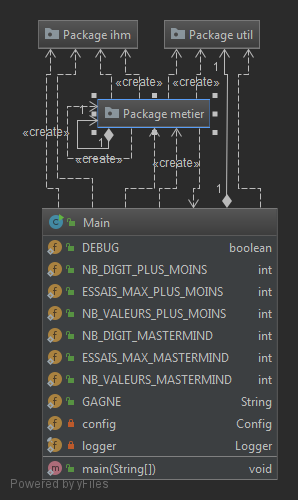 Package ihm
Package util
1
«create»
«create»
Package metier
1
1
«create»
«create»
«create»
1
Main
DEBUG boolean
NB_DIGIT_PLUS_MOINS int
ESSAIS_MAX_PLUS_MOINS int
NB_VALEURS_PLUS_MOINS int
NB_DIGIT_MASTERMIND int
ESSAIS_MAX_MASTERMIND int
NB_VALEURS_MASTERMIND int
GAGNE String
config Config
logger Logger
main(String[]) void
Powered by yFiles